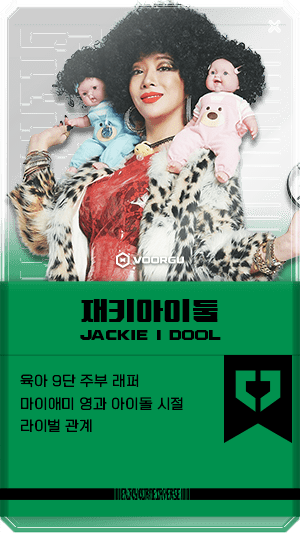 VOORGU
재키아이둘
JACKIE I DOOL
육아 9단 주부 래퍼
마이애미 영과 아이돌 시절
라이벌 관계